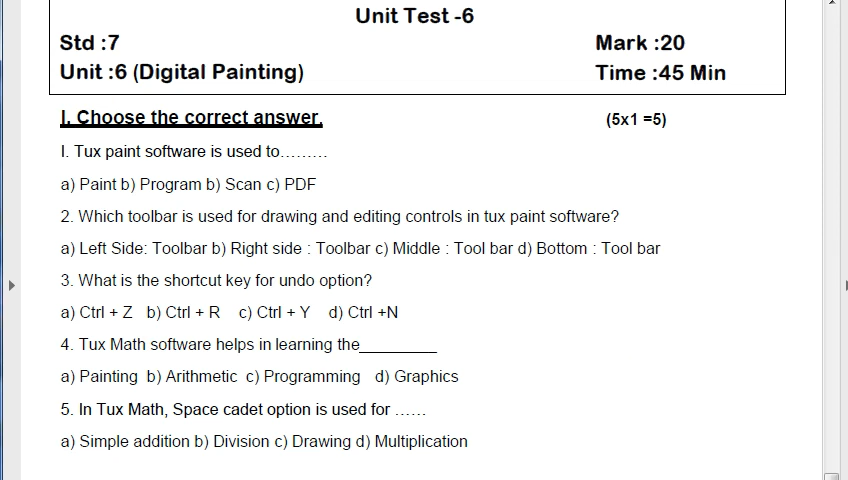 Unit Test -6
Std :7 Mark :20
Unit :6 (Digital Painting) Time :45 Min
I. Choose the correct answer. (5x1 =5)
I. Tux paint software is used to………
a) Paint b) Program b) Scan c) PDF
2. Which toolbar is used for drawing and editing controls in tux paint software?
a) Left Side: Toolbar b) Right side : Toolbar c) Middle : Tool bar d) Bottom : Tool bar
3. What is the shortcut key for undo option?
a) Ctrl + Z b) Ctrl + R c) Ctrl + Y d) Ctrl +N
4. Tux Math software helps in learning the_________
a) Painting b) Arithmetic c) Programming d) Graphics
5. In Tux Math, Space cadet option is used for ……
a) Simple addition b) Division c) Drawing d) Multiplication